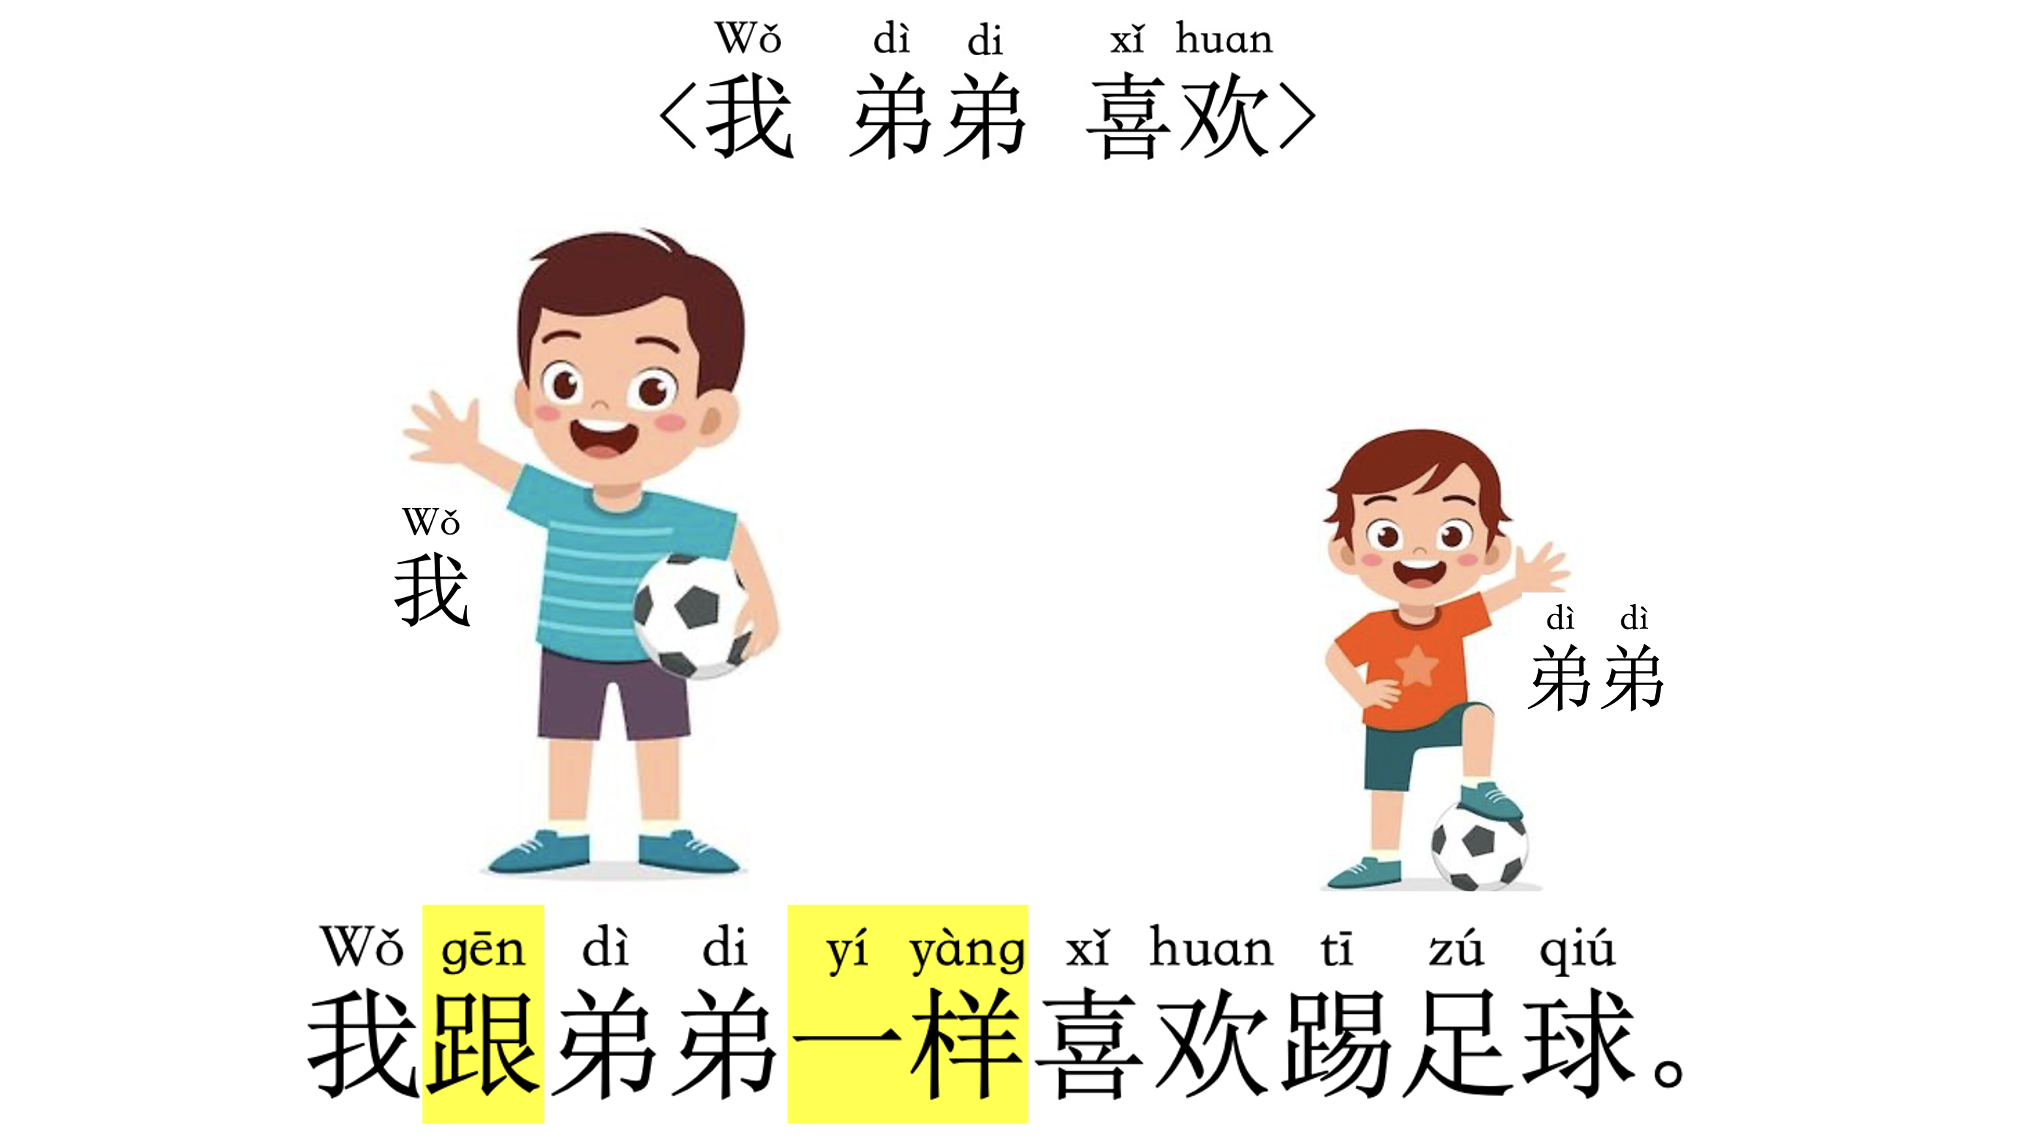 Wǒ dì di xǐ huan
<我 弟弟 喜欢>
Wǒ
我
dì dì
弟弟
Wǒ gēn dì di yí yàng xǐ huan tī zú qiú
我跟弟弟一样喜欢踢足球。